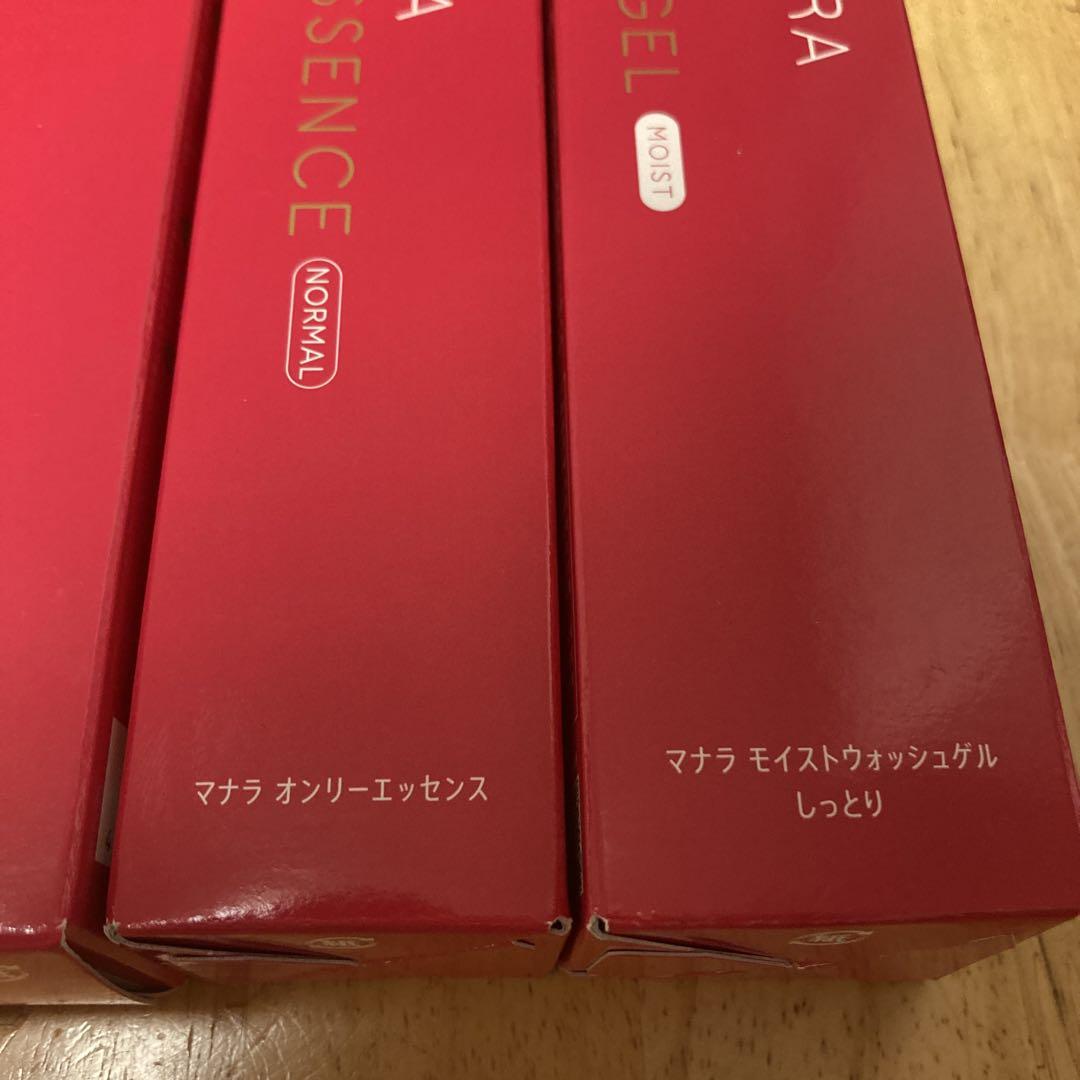 A
SSENCE
NORMAL
マナラ オンリーエッセンス
RA
GEL
MOIST
マナラ モイストウォッシュゲル
しっとり